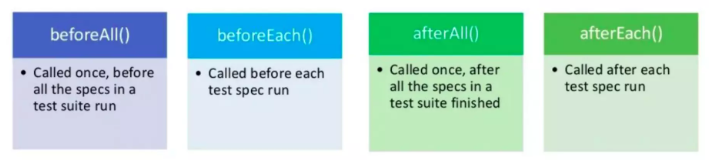 beforeAll()
• Called once, before
all the specs in a
test suite run
beforeEach()
• Called before each
test spec run
afterAll()
• Called once, after
all the specs in a
test suite finished
afterEach()
• Called after each
test spec run